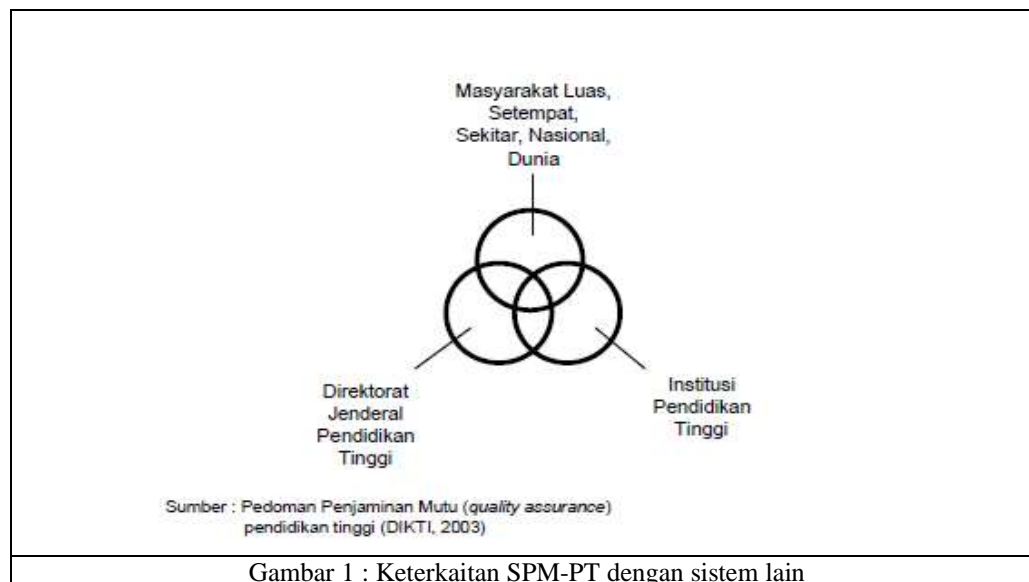 Masyarakat Luas,
Setempat,
Sekitar, Nasional,
Dunia
Direktorat
Jenderal
Pendidikan
Tinggi
Institusi
Pendidikan
Tinggi
Sumber : Pedoman Penjaminan Mutu (quality assurance)
pendidikan tinggi (DIKTI, 2003)
Gambar 1 : Keterkaitan SPM-PT dengan sistem lain